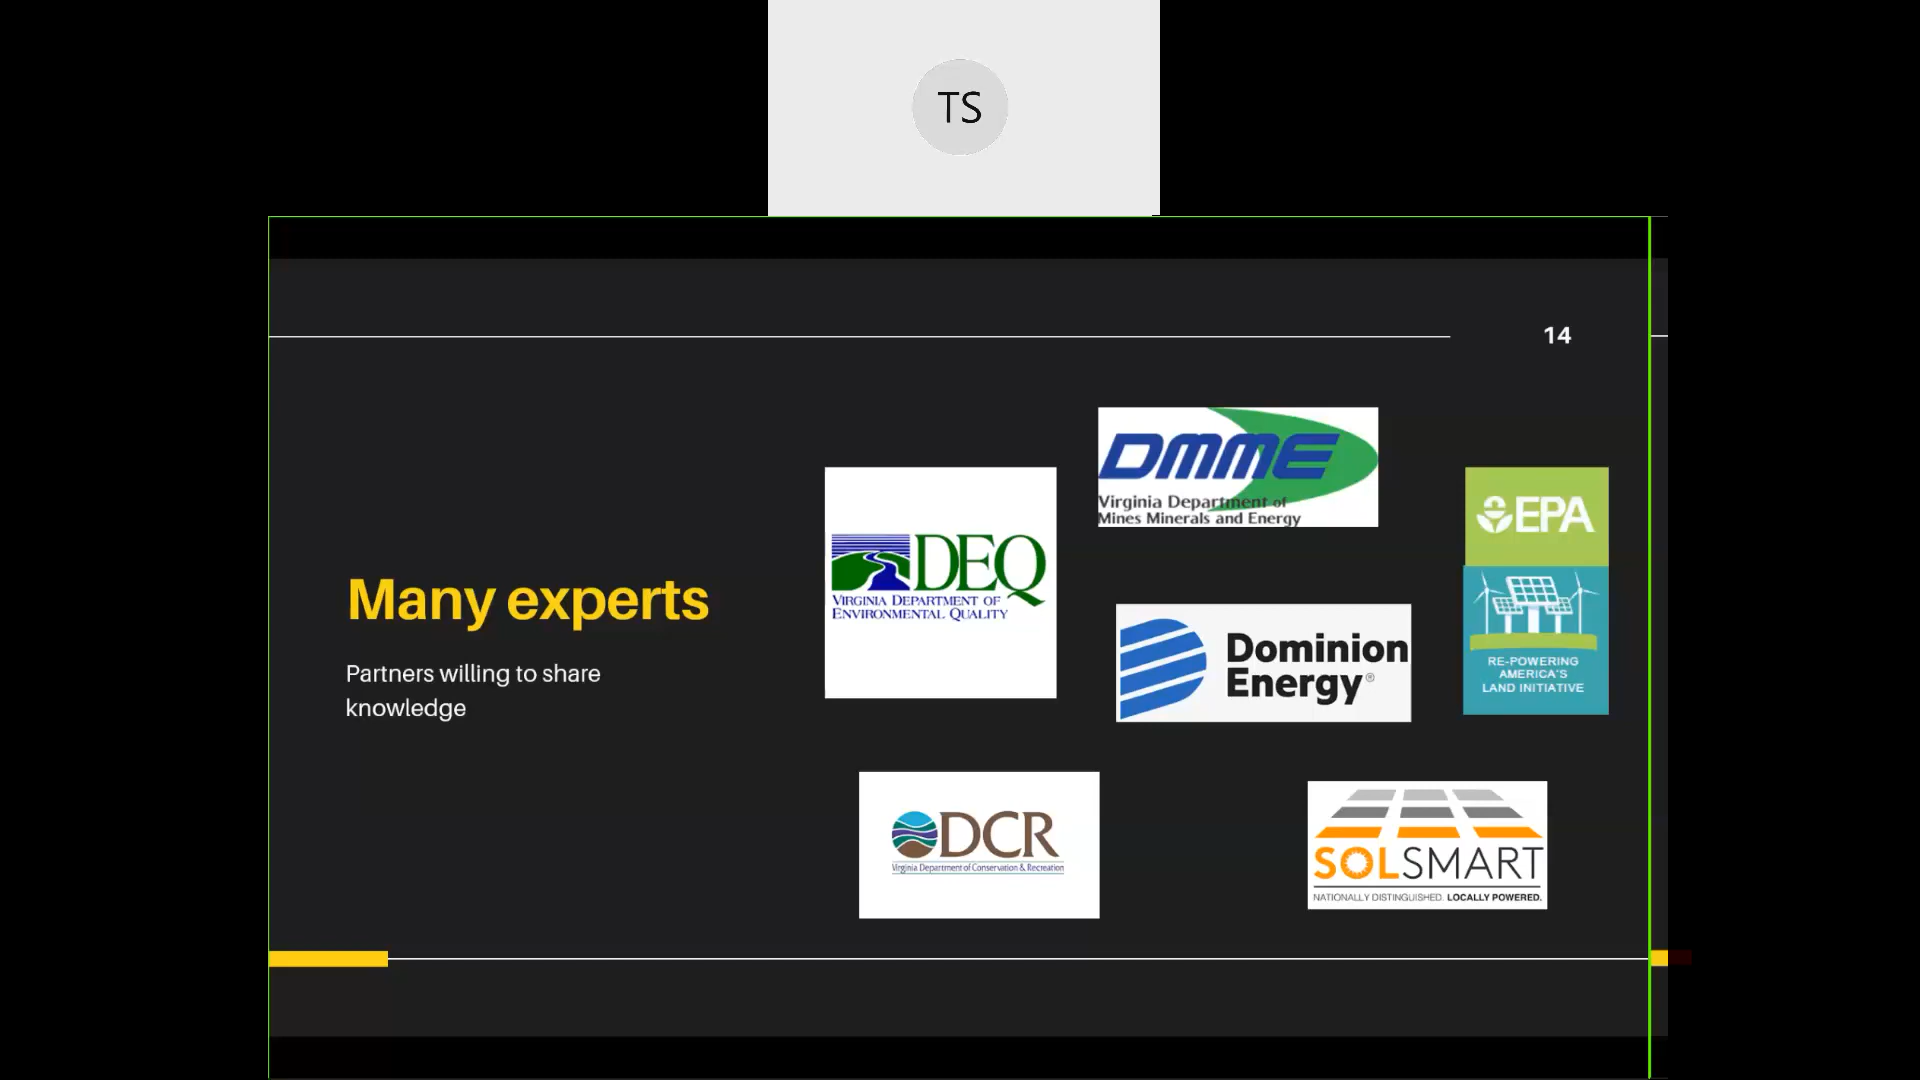 TS
14
Many experts
Partners willing to share
knowledge
DEQ
VIRGINIA DEPARTMENT OF
ENVIRONMENTAL QUALITY
DMME
Virginia Department of
Mines Minerals and Energy
EPA
RE-POWERING
AMERICA'S
LAND INITIATIVE
Dominion
Energy®
DCR
Virginia Department of Conservation & Recreation
SOLSMART
NATIONALLY DISTINGUISHED. LOCALLY POWERED.